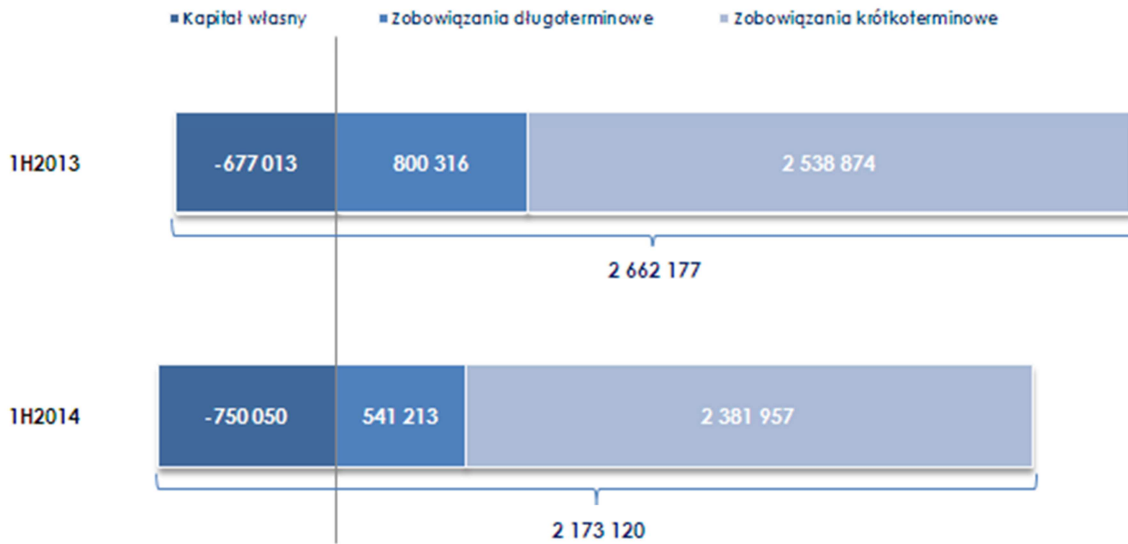 Kapitał własny Zobowiązania długoterminowe Zobowiązania krótkoterminowe
1H2013 -677 013 800 316 2 538 874
2 662 177
1H2014 -750 050 541 213 2 381 957
2 173 120